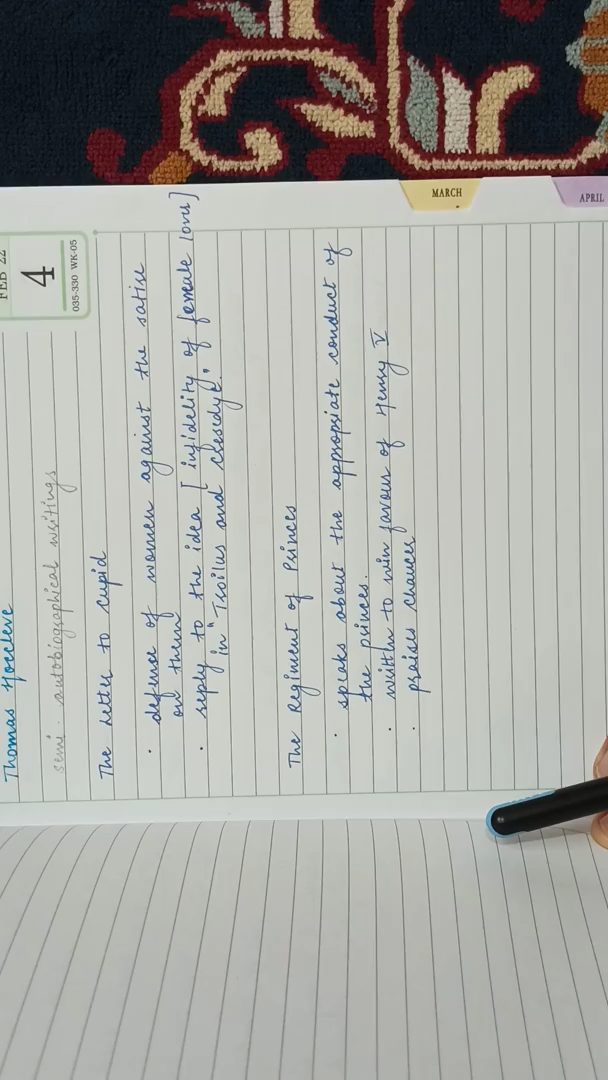 FEB 22
4
035-330 WK-05
Thomas Hoccleve
semi-autobiographical writings
The Letter to cupid
• defense of women against the satire
on them
• reply to the idea [infidelity of female love]
in "Troilus and Criseyde."
The Regiment of Princes
• speaks about the appropiate conduct of
the princes.
• written to win favour of Henry V
• praises chaucer
MARCH
APRIL